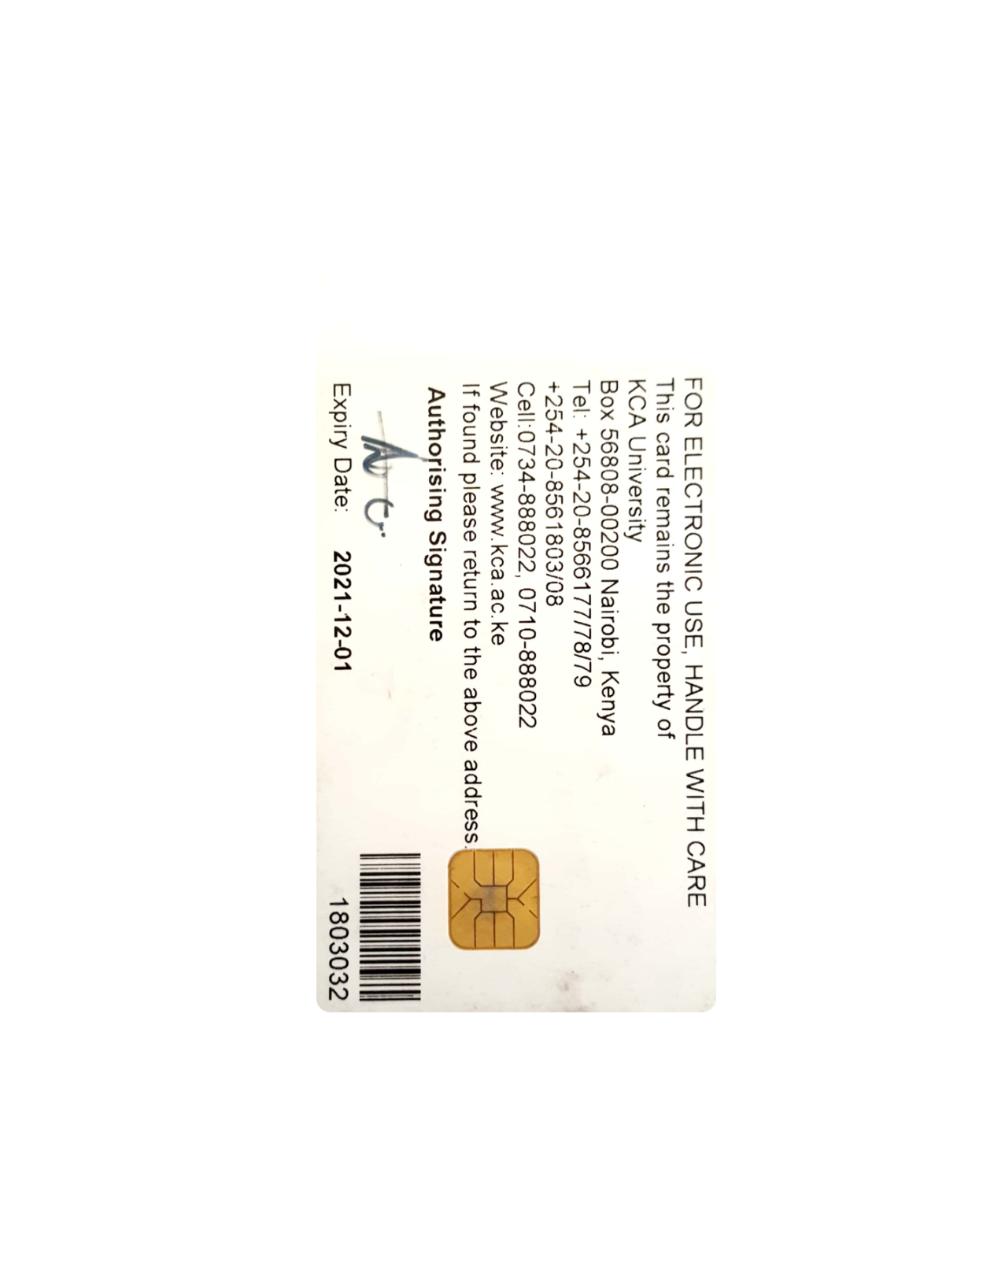 FOR ELECTRONIC USE, HANDLE WITH CARE
This card remains the property of
KCA University
Box 56808-00200 Nairobi, Kenya
Tel: +254-20-8566177/78/79
+254-20-8561803/08
Cell:0734-888022, 0710-888022
Website: www.kca.ac.ke
If found please return to the above address.
Authorising Signature
Expiry Date: 2021-12-01
1803032